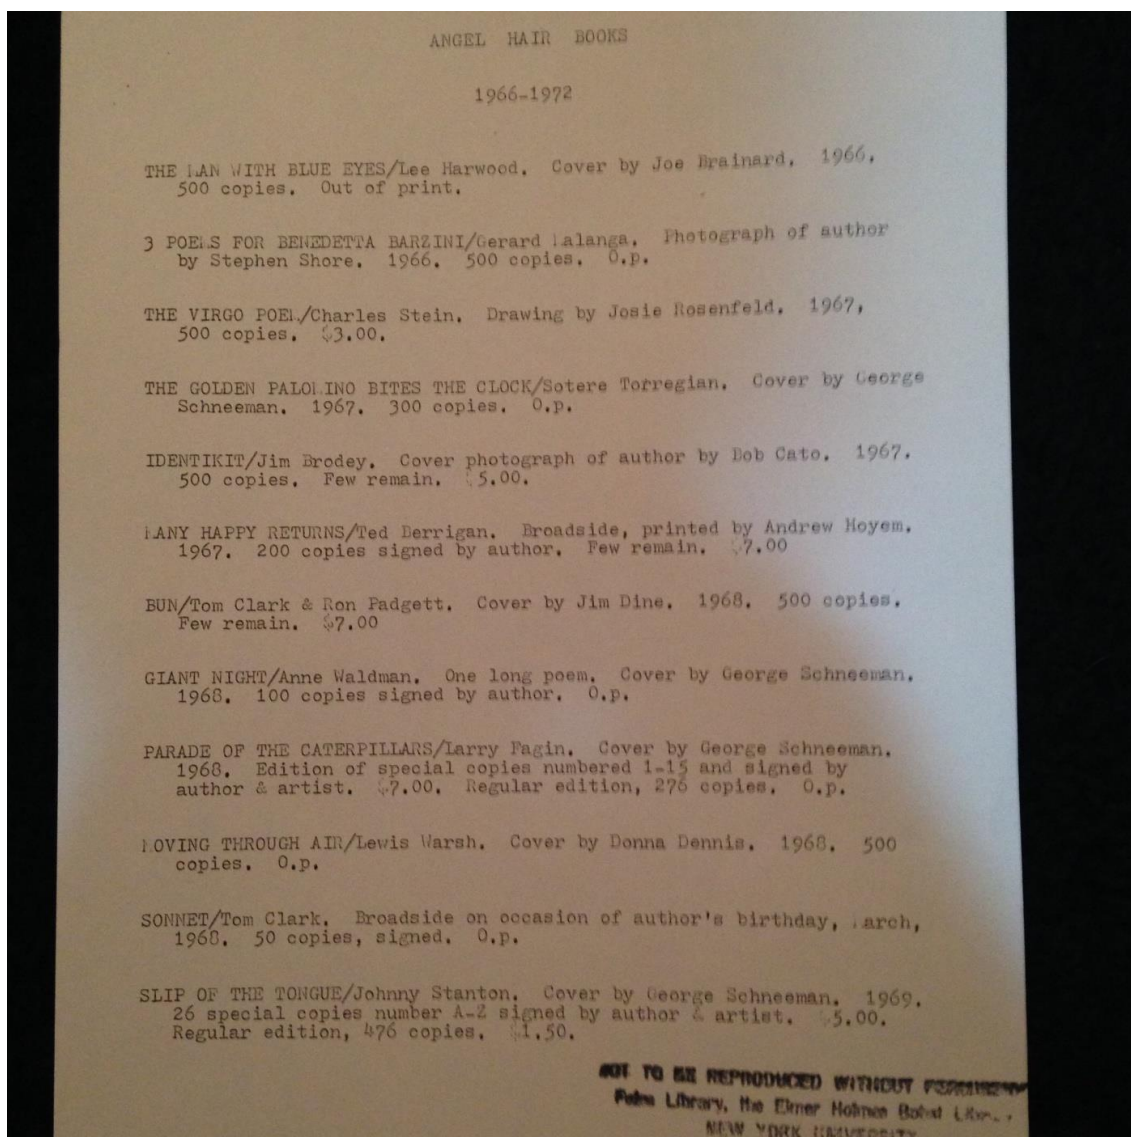 ANGEL HAIR BOOKS
1966-1972
THE MAN WITH BLUE EYES/Lee Harwood. Cover by Joe Brainard. 1966.
500 copies. Out of print.
3 POEMS FOR BENEDETTA BARZINI/Gerard Malanga. Photograph of author
by Stephen Shore. 1966. 500 copies. O.p.
THE VIRGO POEM/Charles Stein. Drawing by Josie Rosenfeld. 1967.
500 copies. $3.00.
THE GOLDEN PALOMINO BITES THE CLOCK/Sotere Torregian. Cover by George
Schneeman. 1967. 300 copies. O.p.
IDENTIKIT/Jim Brodey. Cover photograph of author by Bob Cato. 1967.
500 copies. Few remain. $5.00.
MANY HAPPY RETURNS/Ted Berrigan. Broadside, printed by Andrew Hoyem.
1967. 200 copies signed by author. Few remain. $7.00
BUN/Tom Clark & Ron Padgett. Cover by Jim Dine. 1968. 500 copies.
Few remain. $7.00
GIANT NIGHT/Anne Waldman. One long poem. Cover by George Schneeman.
1968. 100 copies signed by author. O.p.
PARADE OF THE CATERPILLARS/Larry Fagin. Cover by George Schneeman.
1968. Edition of special copies numbered 1-15 and signed by
author & artist. $7.00. Regular edition, 276 copies. O.p.
MOVING THROUGH AIR/Lewis Warsh. Cover by Donna Dennis. 1968. 500
copies. O.p.
SONNET/Tom Clark. Broadside on occasion of author's birthday, March,
1968. 50 copies, signed. O.p.
SLIP OF THE TONGUE/Johnny Stanton. Cover by George Schneeman. 1969.
26 special copies number A-Z signed by author & artist. $5.00.
Regular edition, 476 copies. $1.50.
NOT TO BE REPRODUCED WITHOUT PERMISSION
Fales Library, the Elmer Holmes Bobst
NEW YORK UNIVERSITY